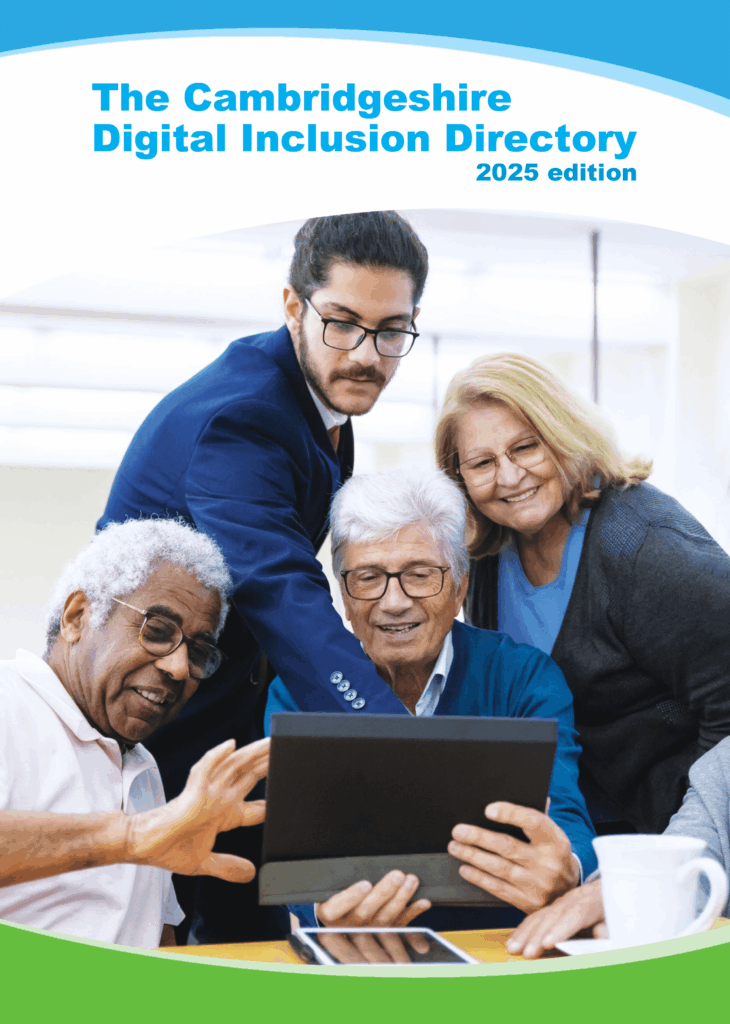 The Cambridgeshire
Digital Inclusion Directory
2025 edition